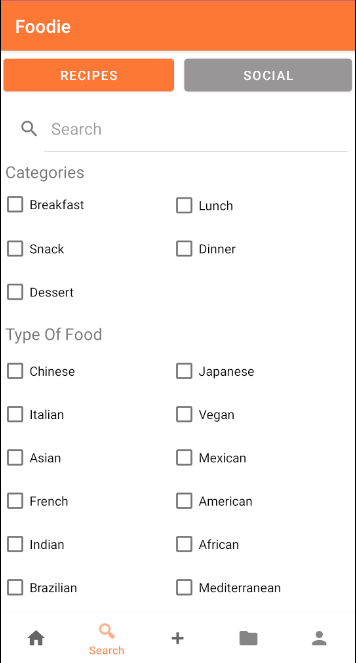 Foodie
RECIPES SOCIAL
Search
Categories
Breakfast Lunch
Snack Dinner
Dessert
Type Of Food
Chinese Japanese
Italian Vegan
Asian Mexican
French American
Indian African
Brazilian Mediterranean
Search